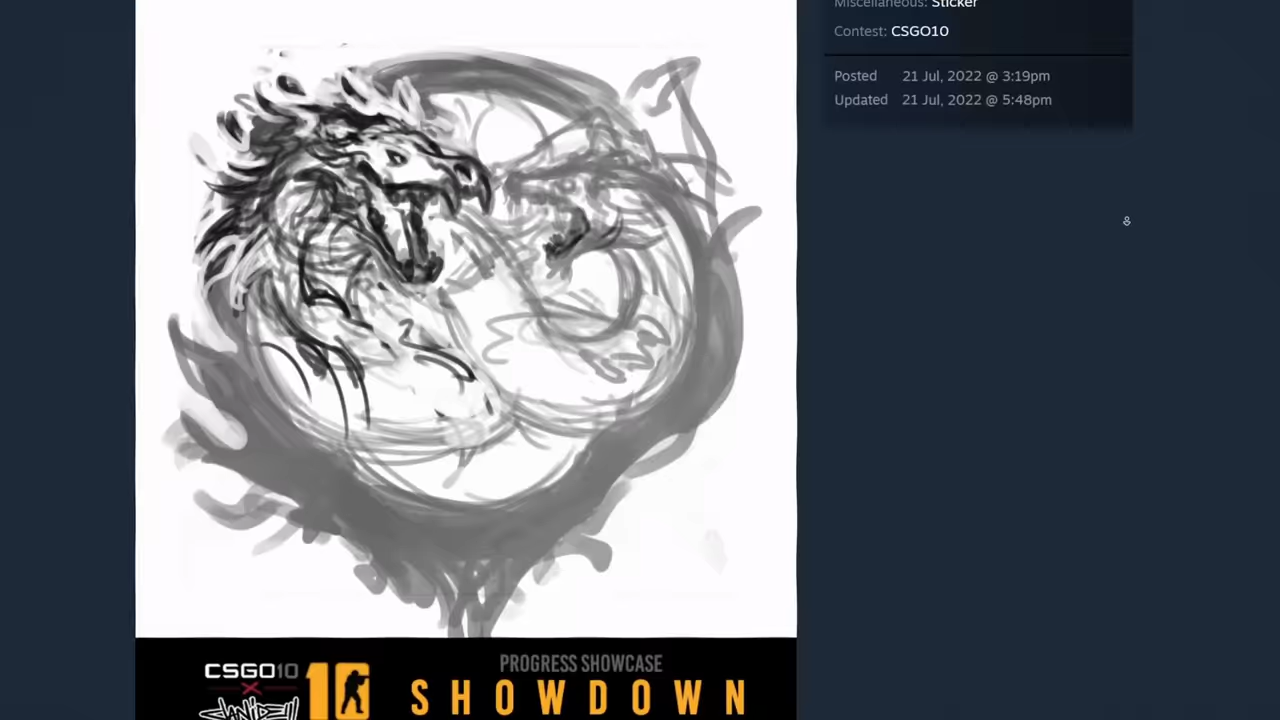 Miscellaneous: Sticker
Contest: CSGO10
Posted 21 Jul, 2022 @ 3:19pm
Updated 21 Jul, 2022 @ 5:48pm
PROGRESS SHOWCASE
CSGO10
10
SHOWDOWN
X